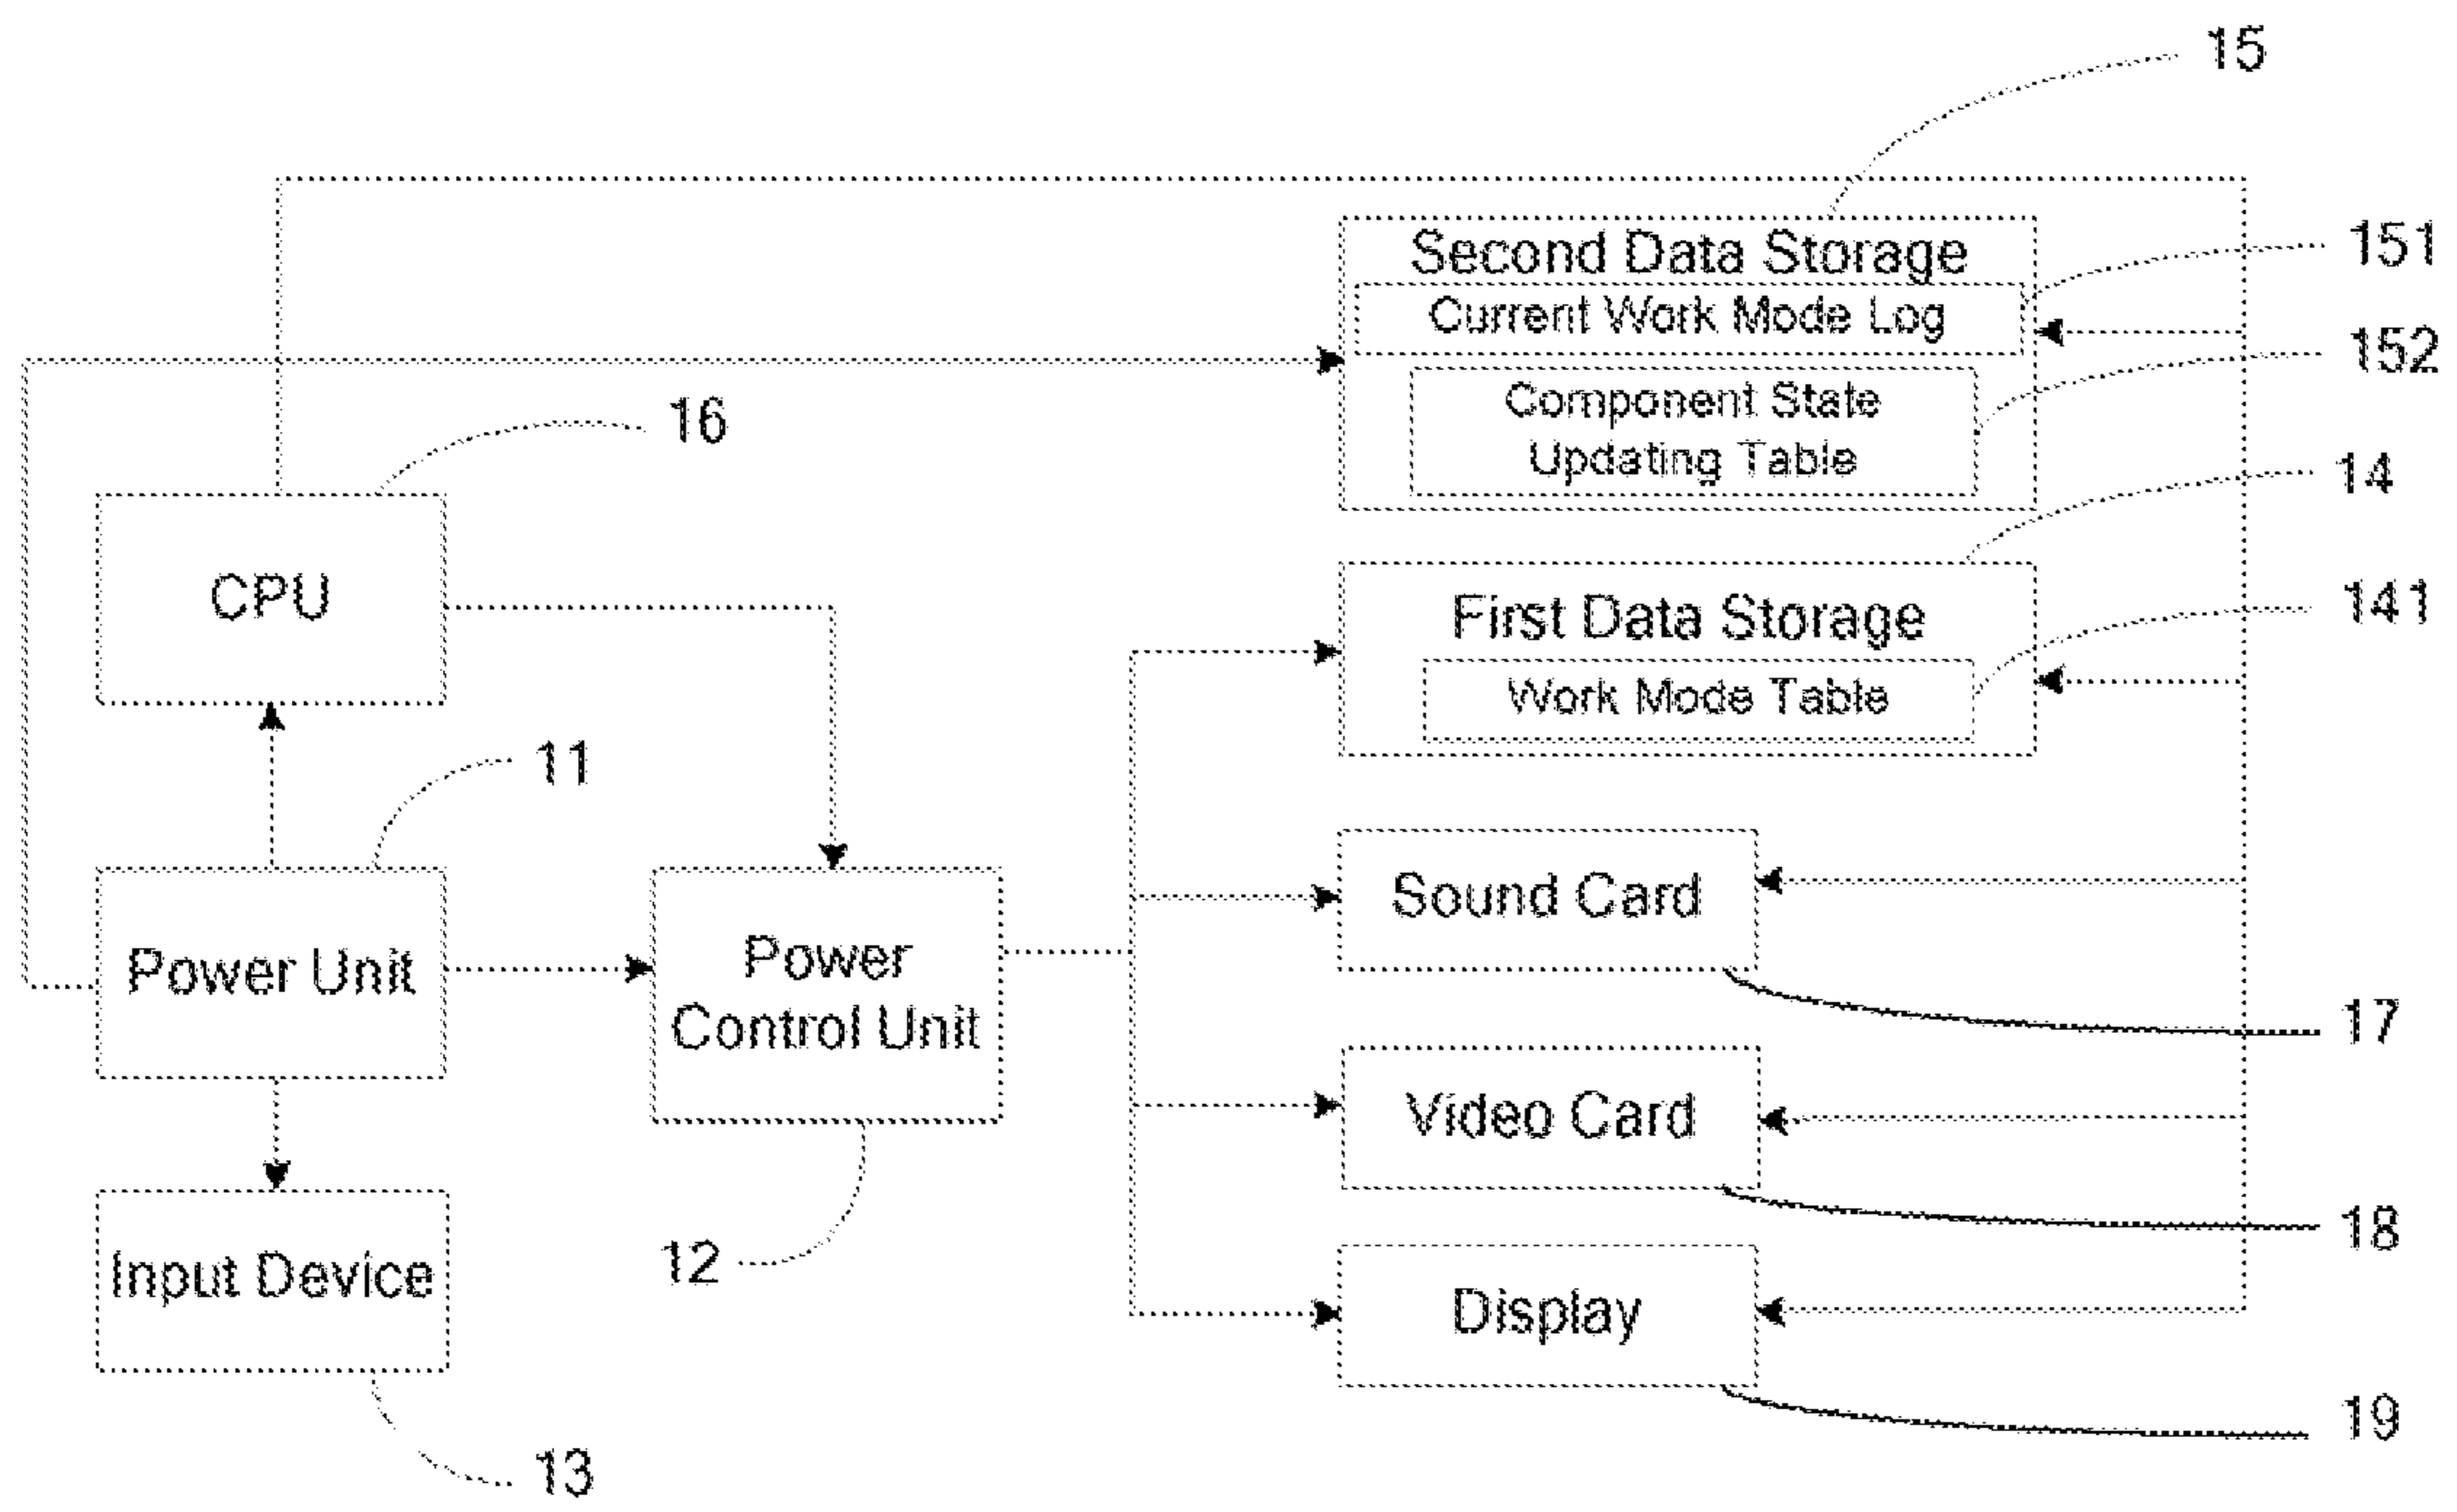 15
Second Data Storage
151
Current Work Mode Log
152
Component State
Updating Table
16
14
CPU
First Data Storage
141
Work Mode Table
11
Sound Card
Power Unit
Power
Control Unit
17
Video Card
18
12
Input Device
Display
19
13